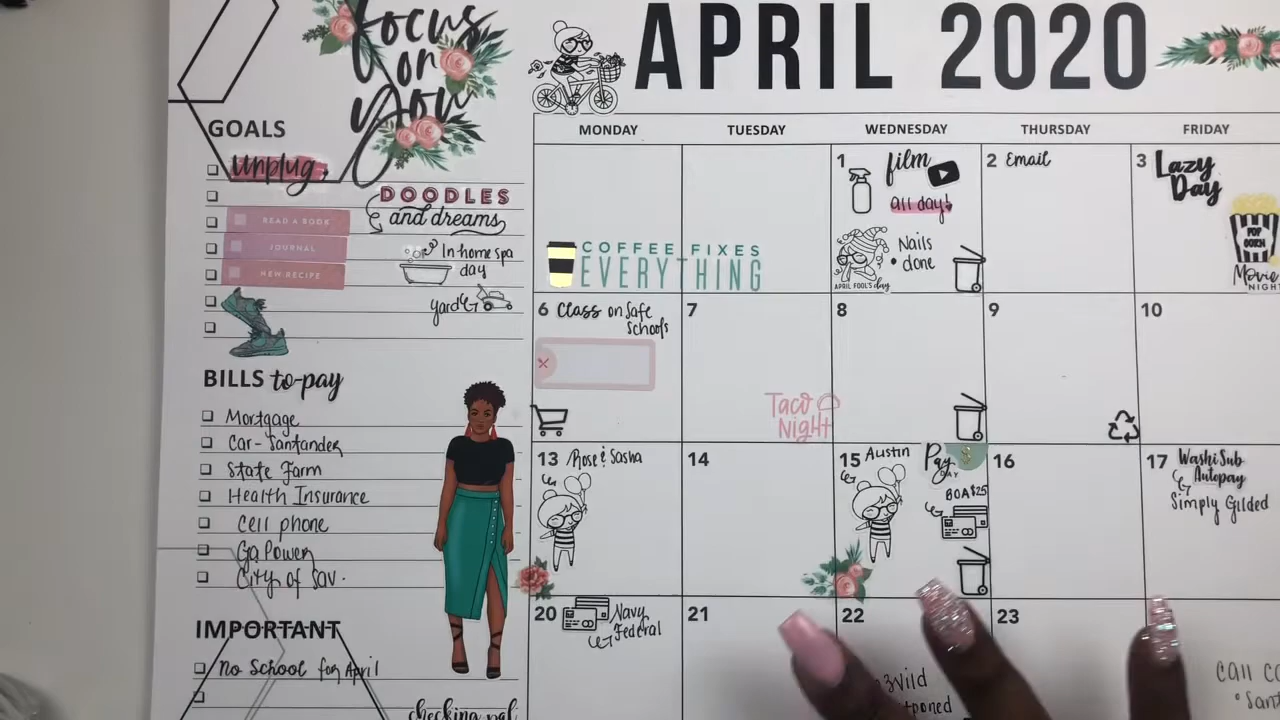 focus
on
you
APRIL 2020
GOALS
Unplug
DOODLES
and dreams
READ A BOOK
JOURNAL
NEW RECIPE
In home spa
day
yard
BILLS to-pay
Mortgage
Car-Santander
State Farm
Health Insurance
Cell phone
Ga Power
City of Sav.
IMPORTANT
No School for April
MONDAY TUESDAY WEDNESDAY THURSDAY FRIDAY
COFFEE FIXES
EVERYTHING
1 film
all day!
Nails
done
APRIL FOOL'S day
2 Email
3 Lazy
Day
POP
CORN
Movie
NIGHT
6 Class on Safe
Schools
7
Taco
Night
8
9
10
13 Rose & Sasha
14
15 Austin
Pay
DAY
BOA $25
16
17 Washi Sub
Autopay
Simply Gilded
20 Navy
Federal
21
22
23